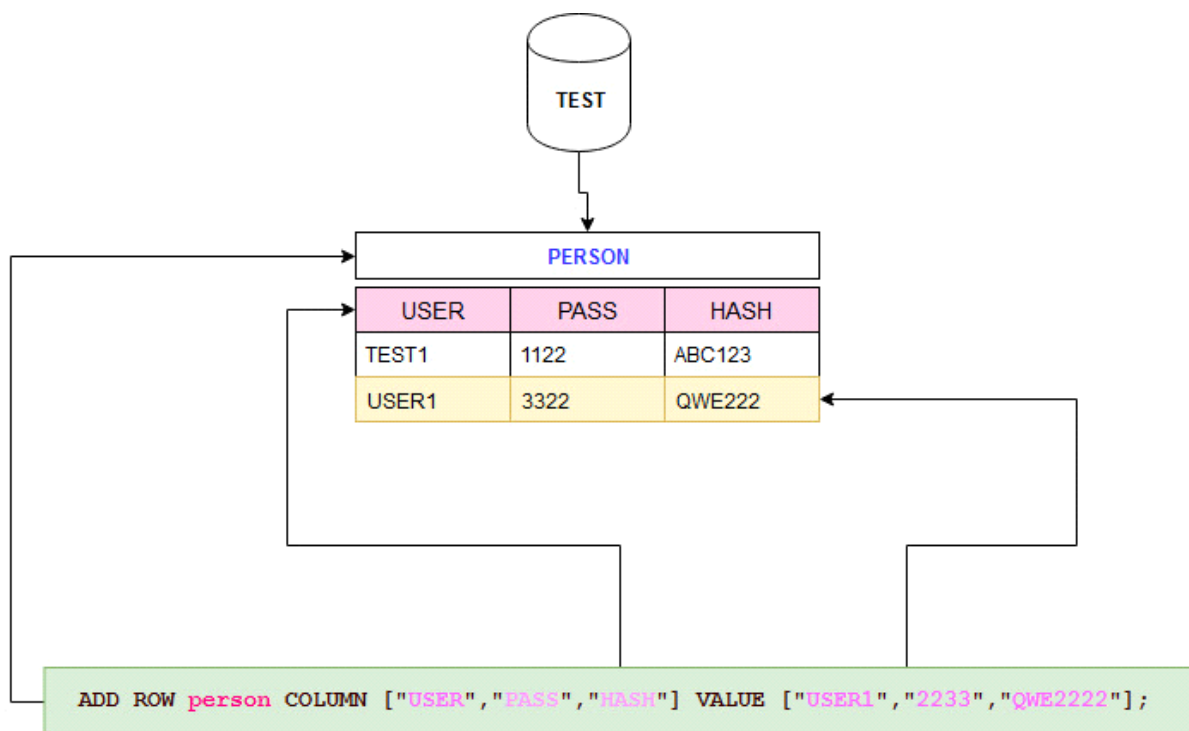 TEST
PERSON
USER PASS HASH
TEST1 1122 ABC123
USER1 3322 QWE222
ADD ROW person COLUMN ["USER","PASS","HASH"] VALUE ["USER1","2233","QWE2222"];